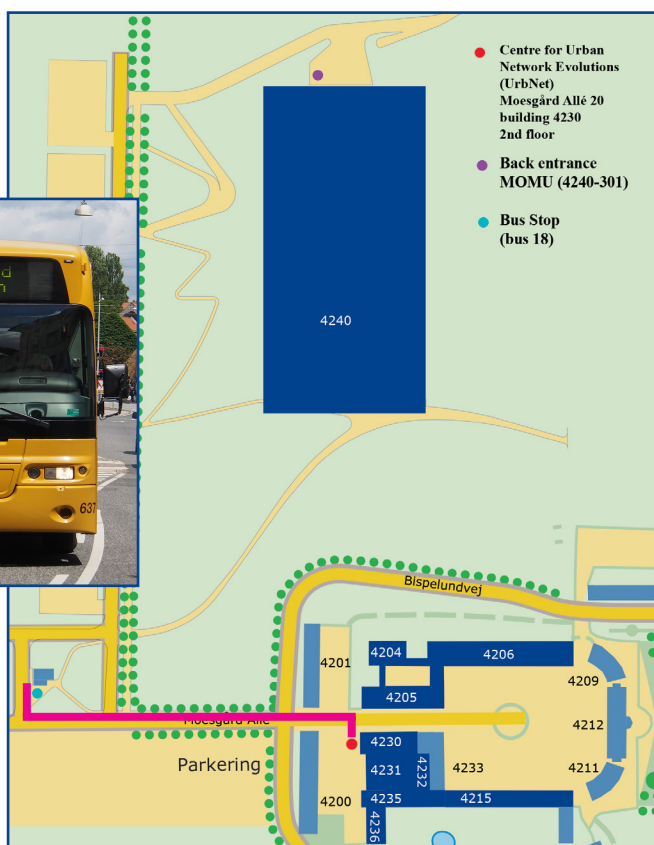 Centre for Urban
Network Evolutions
(UrbNet)
Moesgård Allé 20
building 4230
2nd floor
Back entrance
MOMU (4240-301)
Bus Stop
(bus 18)
4240
d
n
637
Bispelundvej
4201
4204
4206
4205
4209
4212
Moesgård Allé
4230
Parkering
4231
4232
4233
4211
4200
4235
4215
4236